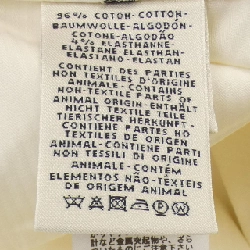 96% COTON-COTTON-
BAUMWOLLE-ALGODÓN-
COTONE-ALGODÃO
4% ELASTHANNE-
ELASTANE-ELASTHAN-
ELASTANO-ELASTAN
CONTIENT DES PARTIES
NON TEXTILES D'ORIGINE
ANIMALE-CONTAINS
NON-TEXTILE PARTS OF
ANIMAL ORIGIN-ENTHÄLT
NICHT TEXTILE TEILE
TIERISCHER HERKUNFT-
CONTIENE PARTES NO
TEXTILES DE ORIGEN
ANIMAL-CONTIENE PARTI
NON TESSILI DI ORIGINE
ANIMALE-CONTÉM
ELEMENTOS NÃO-TÊXTEIS
DE ORIGEM ANIMAL